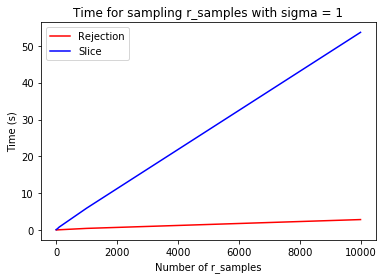 Time for sampling r_samples with sigma = 1
Rejection
Slice
50
40
30
20
10
0
Time (s)
0 2000 4000 6000 8000 10000
Number of r_samples